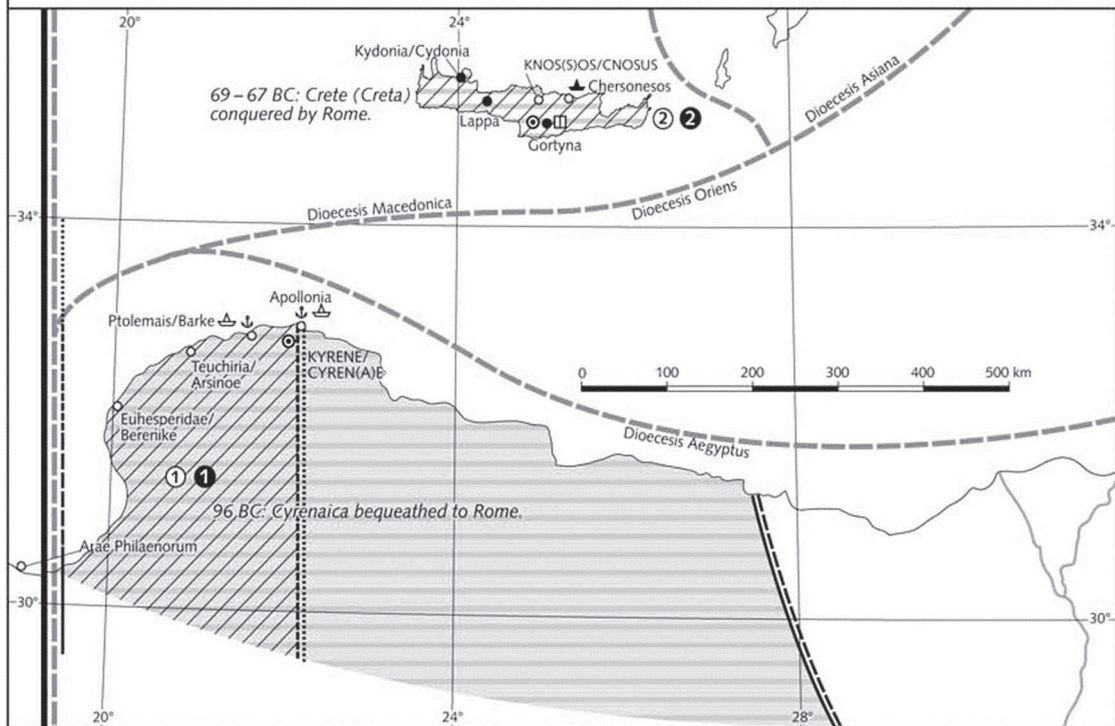 20°
24°
Kydonia/Cydonia
KNOS(S)OS/CNOSUS
Chersonesos
69 – 67 BC: Crete (Creta)
conquered by Rome.
Lappa
Gortyna
2 2
Dioecesis Asiana
Dioecesis Macedonica
Dioecesis Oriens
34°
34°
Apollonia
Ptolemais/Barke
KYRENE/
CYREN(A)E
Teuchiria/
Arsinoe
0 100 200 300 400 500 km
Euhesperidae/
Berenike
Dioecesis Aegyptus
1 1
96 BC: Cyrenaica bequeathed to Rome.
Arae Philaenorum
30°
30°
20°
24°
28°